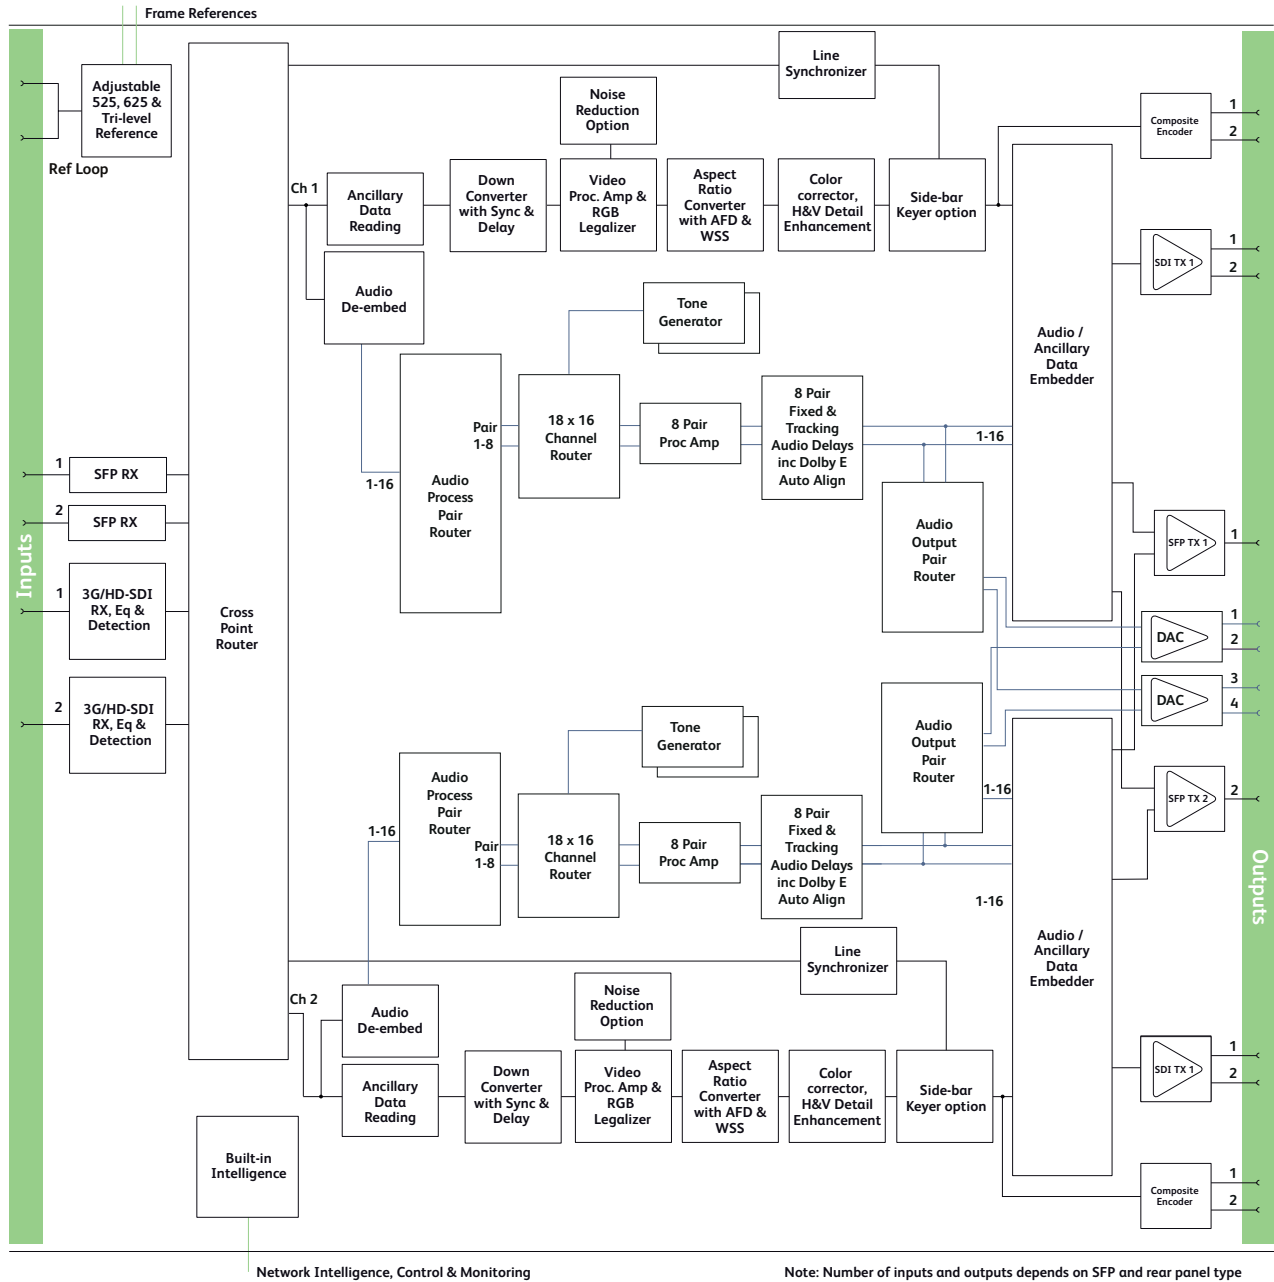 Frame References
Adjustable
525, 625 &
Tri-level
Reference
Ref Loop
Line
Synchronizer
Noise
Reduction
Option
Ch 1
Ancillary
Data
Reading
Down
Converter
with Sync &
Delay
Video
Proc. Amp &
RGB
Legalizer
Aspect
Ratio
Converter
with AFD &
WSS
Color
corrector,
H&V Detail
Enhancement
Side-bar
Keyer option
Composite
Encoder
1
2
SDI TX 1
1
2
Audio
De-embed
Tone
Generator
Audio /
Ancillary
Data
Embedder
1-16
Audio
Process
Pair
Router
Pair
1-8
18 x 16
Channel
Router
8 Pair
Proc Amp
8 Pair
Fixed &
Tracking
Audio Delays
inc Dolby E
Auto Align
1-16
Audio
Output
Pair
Router
SFP TX 1
1
DAC
1
2
DAC
3
4
Inputs
1
SFP RX
2
SFP RX
1
3G/HD-SDI
RX, Eq &
Detection
2
3G/HD-SDI
RX, Eq &
Detection
Cross
Point
Router
Audio
Output
Pair
Router
1-16
SFP TX 2
2
Tone
Generator
Audio
Process
Pair
Router
1-16
Pair
1-8
18 x 16
Channel
Router
8 Pair
Proc Amp
8 Pair
Fixed &
Tracking
Audio Delays
inc Dolby E
Auto Align
1-16
Outputs
Audio /
Ancillary
Data
Embedder
Line
Synchronizer
Noise
Reduction
Option
Ch 2
Audio
De-embed
Ancillary
Data
Reading
Down
Converter
with Sync &
Delay
Video
Proc. Amp &
RGB
Legalizer
Aspect
Ratio
Converter
with AFD &
WSS
Color
corrector,
H&V Detail
Enhancement
Side-bar
Keyer option
SDI TX 1
1
2
Composite
Encoder
1
2
Built-in
Intelligence
Network Intelligence, Control & Monitoring
Note: Number of inputs and outputs depends on SFP and rear panel type